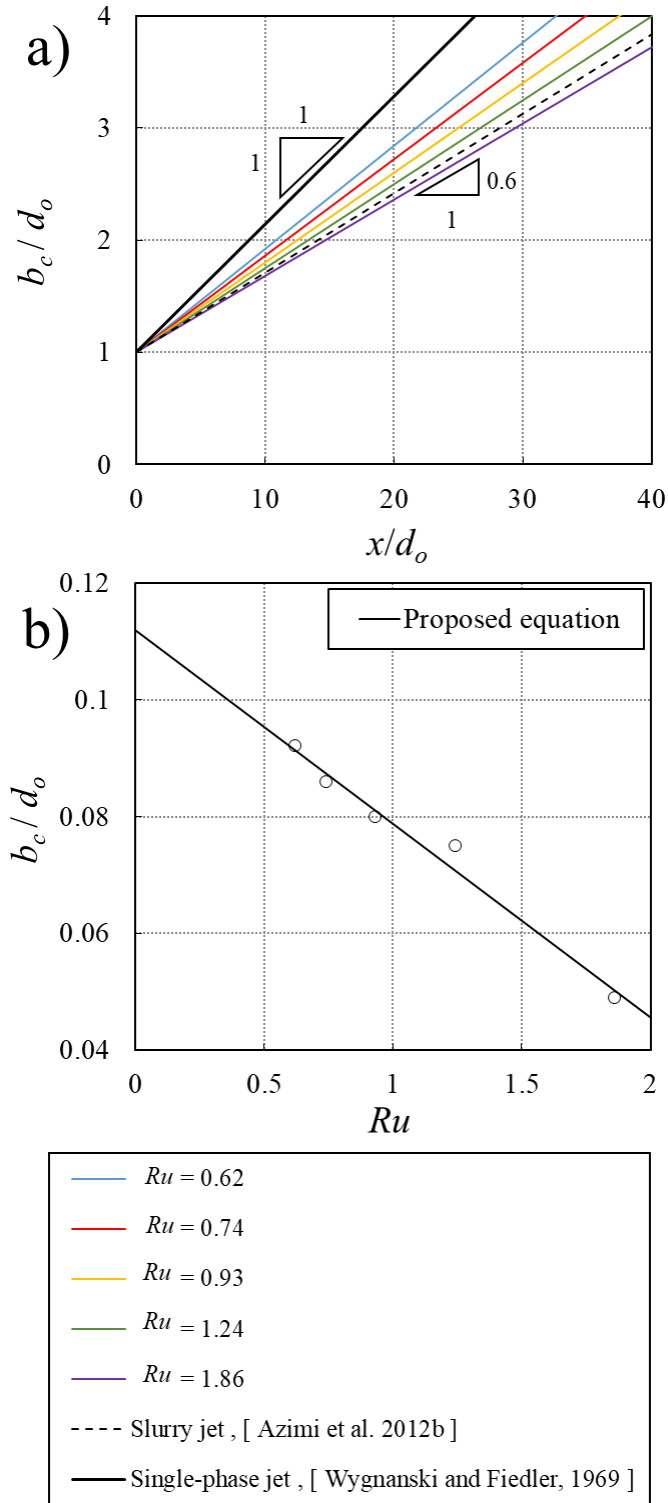 a)
4
3
2
1
0
b_c / d_o
1
1
0.6
1
0
10
20
30
40
x/d_o
b)
0.12
0.1
0.08
0.06
0.04
b_c / d_o
Proposed equation
0
0.5
1
1.5
2
Ru
Ru = 0.62
Ru = 0.74
Ru = 0.93
Ru = 1.24
Ru = 1.86
Slurry jet , [ Azimi et al. 2012b ]
Single-phase jet , [ Wygnanski and Fiedler, 1969 ]